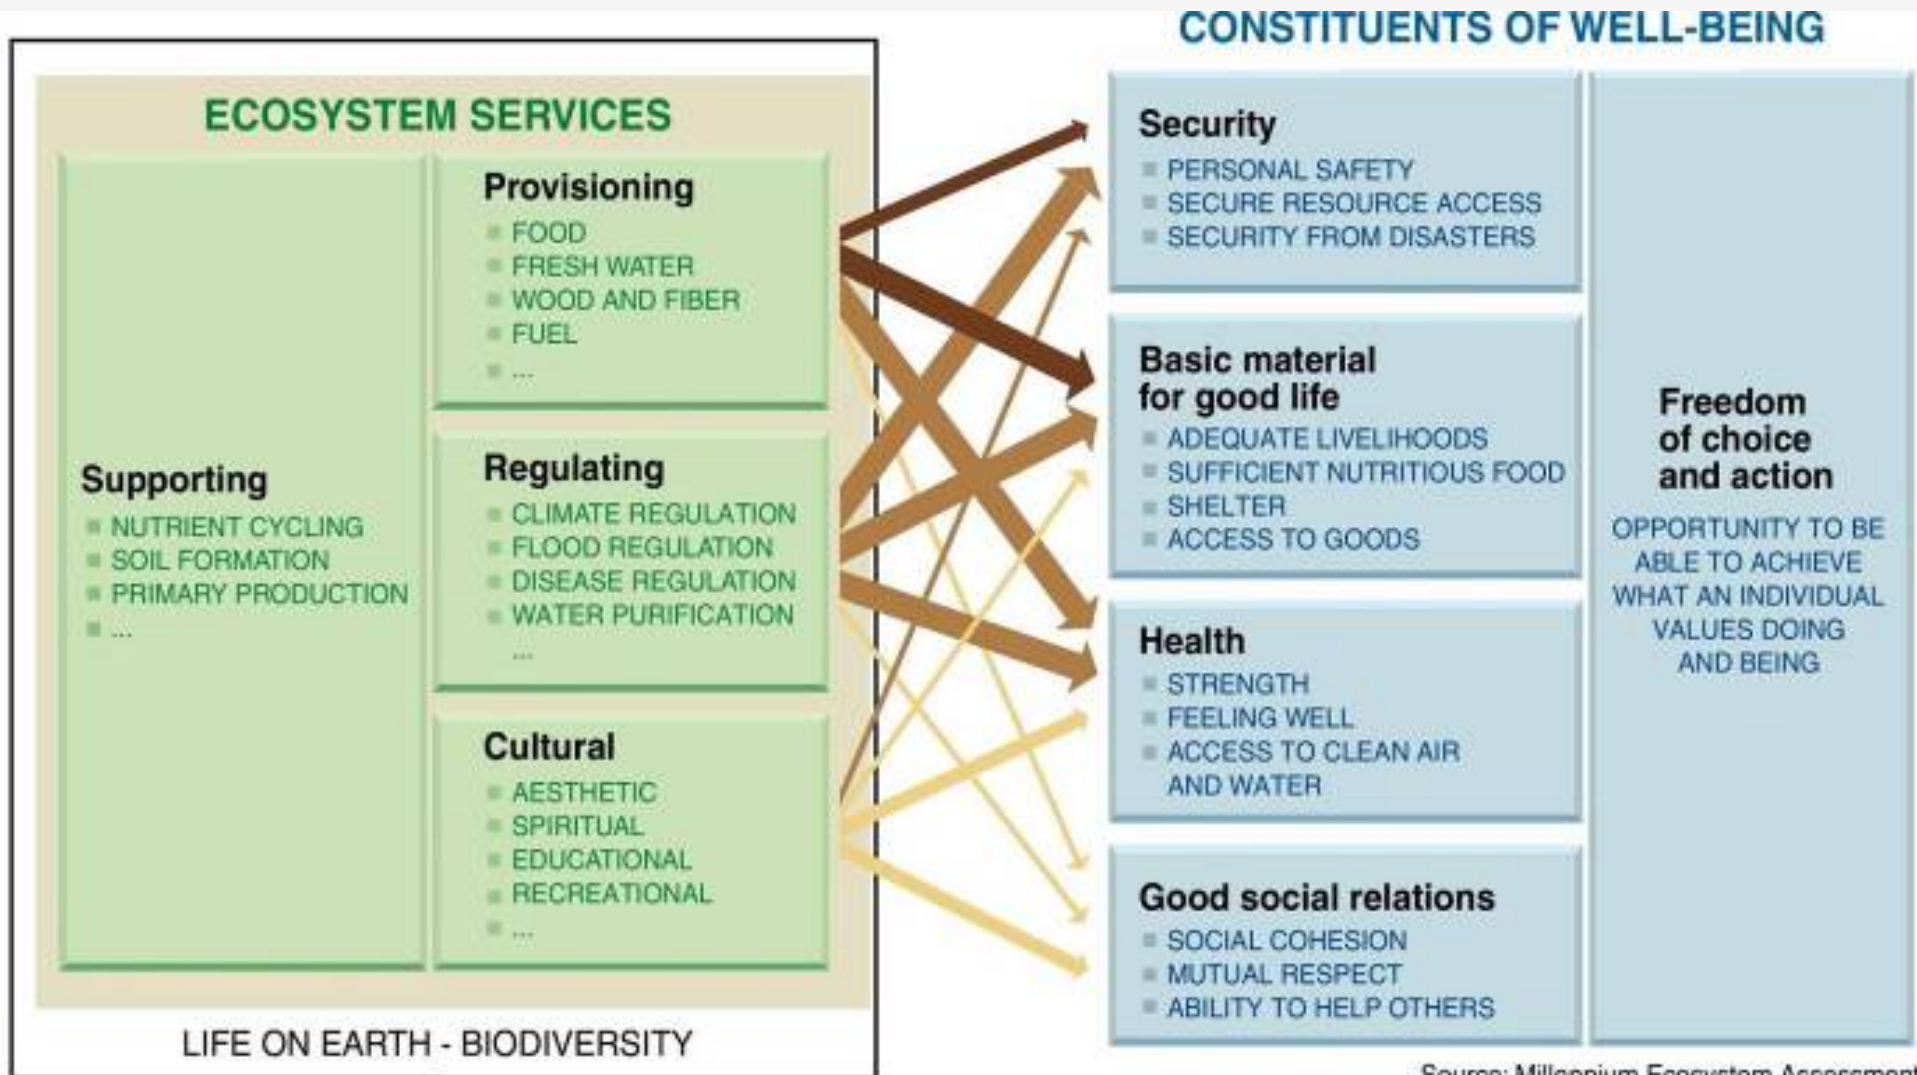 CONSTITUENTS OF WELL-BEING
ECOSYSTEM SERVICES
Supporting
NUTRIENT CYCLING
SOIL FORMATION
PRIMARY PRODUCTION
...
Provisioning
FOOD
FRESH WATER
WOOD AND FIBER
FUEL
...
Regulating
CLIMATE REGULATION
FLOOD REGULATION
DISEASE REGULATION
WATER PURIFICATION
...
Cultural
AESTHETIC
SPIRITUAL
EDUCATIONAL
RECREATIONAL
...
LIFE ON EARTH - BIODIVERSITY
Security
PERSONAL SAFETY
SECURE RESOURCE ACCESS
SECURITY FROM DISASTERS
Basic material
for good life
ADEQUATE LIVELIHOODS
SUFFICIENT NUTRITIOUS FOOD
SHELTER
ACCESS TO GOODS
Health
STRENGTH
FEELING WELL
ACCESS TO CLEAN AIR
AND WATER
Good social relations
SOCIAL COHESION
MUTUAL RESPECT
ABILITY TO HELP OTHERS
Freedom
of choice
and action
OPPORTUNITY TO BE
ABLE TO ACHIEVE
WHAT AN INDIVIDUAL
VALUES DOING
AND BEING
Source: Millennium Ecosystem Assessment